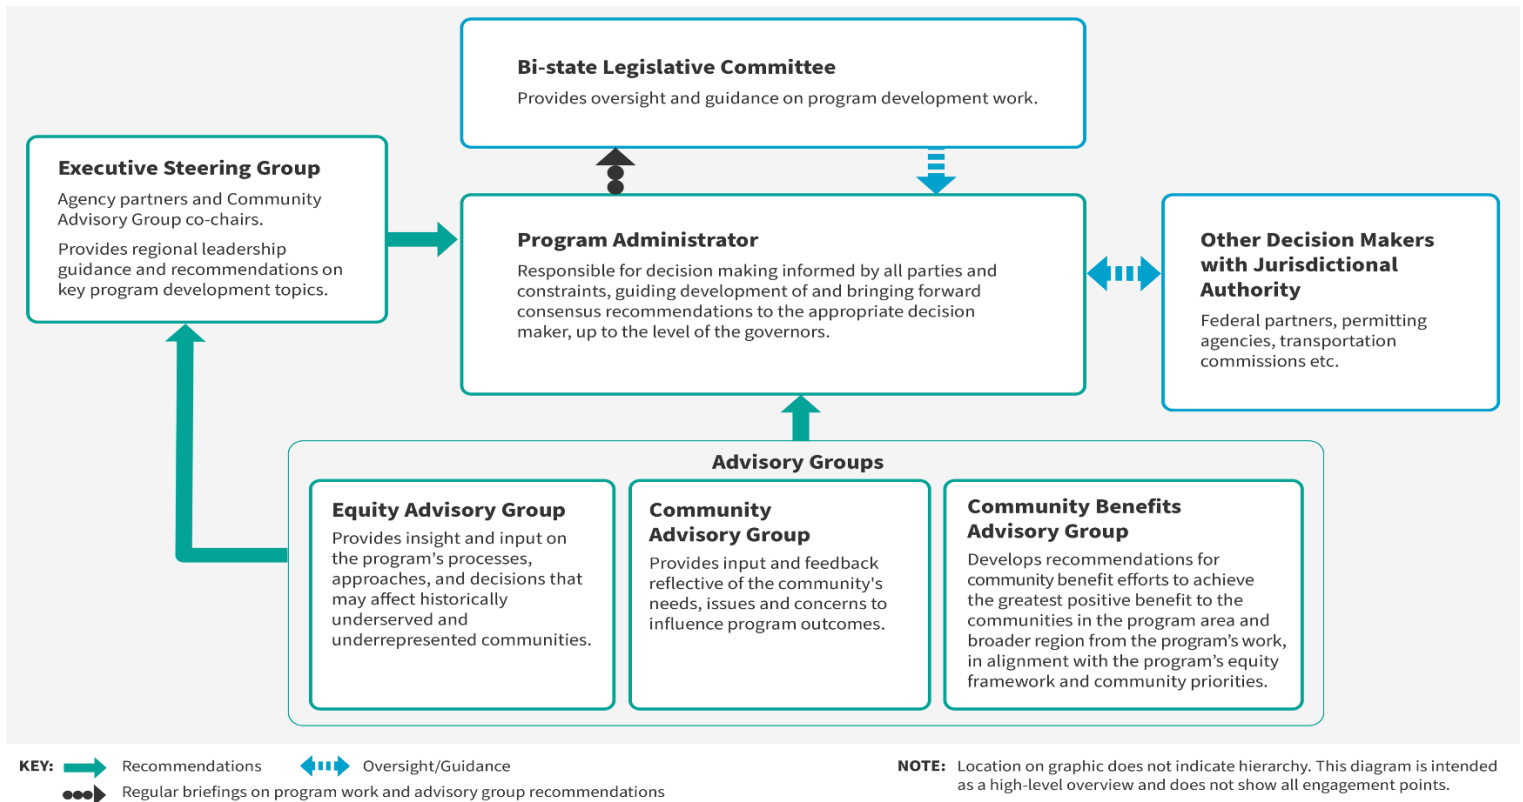 Bi-state Legislative Committee
Provides oversight and guidance on program development work.
Executive Steering Group
Agency partners and Community
Advisory Group co-chairs.
Provides regional leadership
guidance and recommendations on
key program development topics.
Program Administrator
Responsible for decision making informed by all parties and
constraints, guiding development of and bringing forward
consensus recommendations to the appropriate decision
maker, up to the level of the governors.
Other Decision Makers
with Jurisdictional
Authority
Federal partners, permitting
agencies, transportation
commissions etc.
Advisory Groups
Equity Advisory Group
Provides insight and input on
the program's processes,
approaches, and decisions that
may affect historically
underserved and
underrepresented communities.
Community
Advisory Group
Provides input and feedback
reflective of the community's
needs, issues and concerns to
influence program outcomes.
Community Benefits
Advisory Group
Develops recommendations for
community benefit efforts to achieve
the greatest positive benefit to the
communities in the program area and
broader region from the program’s work,
in alignment with the program’s equity
framework and community priorities.
KEY:
Recommendations
Oversight/Guidance
Regular briefings on program work and advisory group recommendations
NOTE: Location on graphic does not indicate hierarchy. This diagram is intended
as a high-level overview and does not show all engagement points.